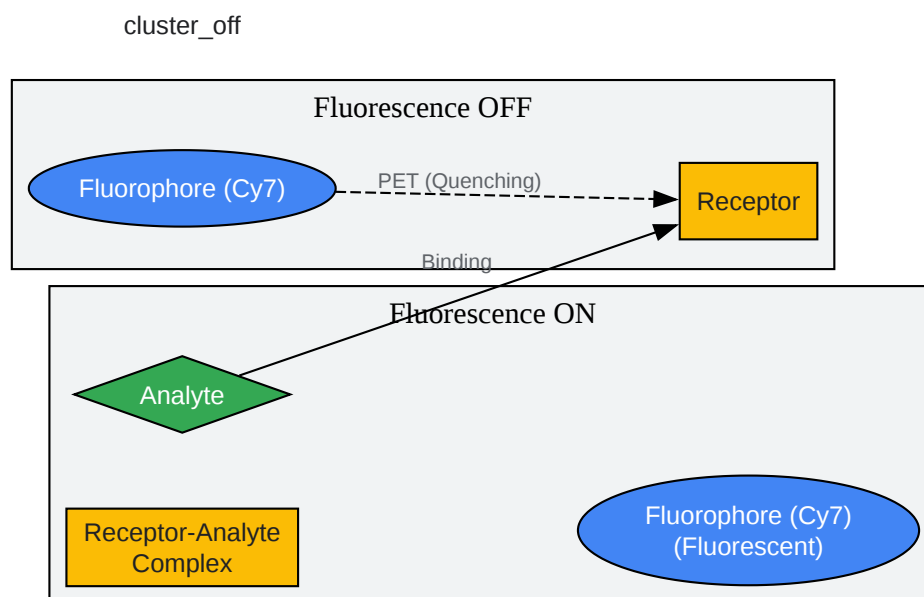 cluster_off
Fluorescence OFF
Fluorophore (Cy7)
PET (Quenching)
Receptor
Binding
Fluorescence ON
Analyte
Receptor-Analyte
Complex
Fluorophore (Cy7)
(Fluorescent)